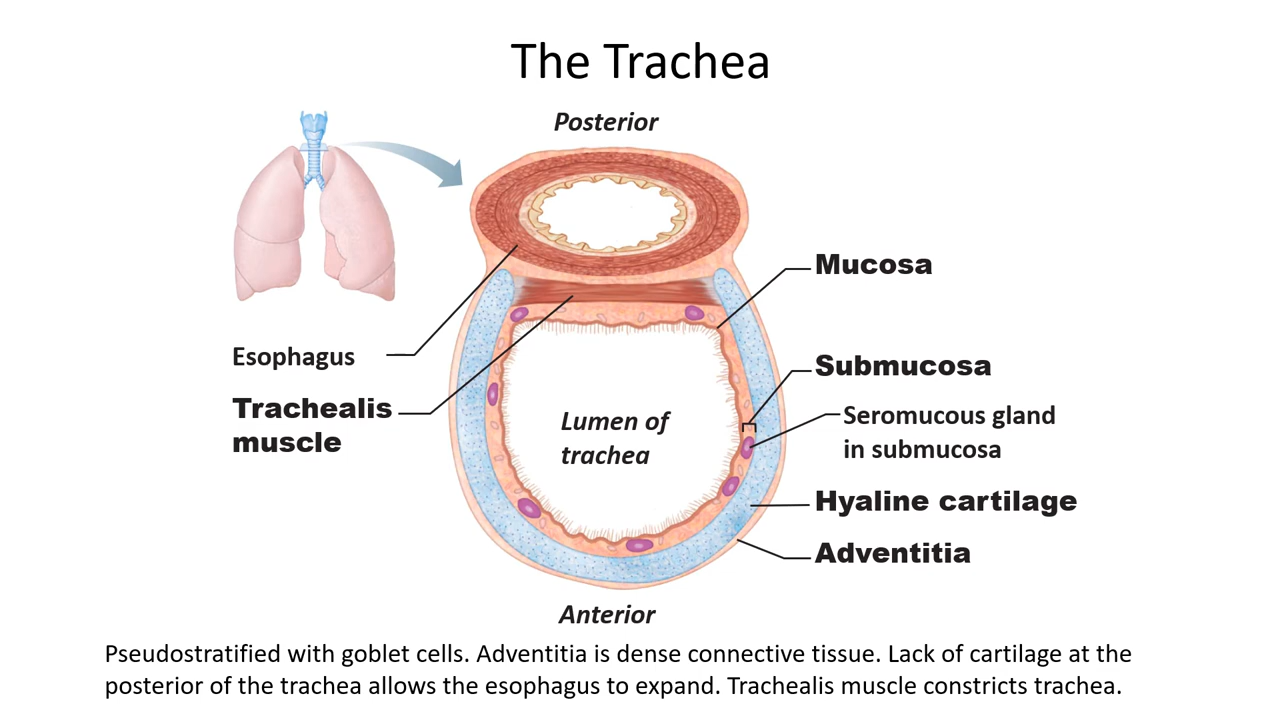 The Trachea
Posterior
Mucosa
Esophagus
Submucosa
Trachealis
muscle
Seromucous gland
in submucosa
Lumen of
trachea
Hyaline cartilage
Adventitia
Anterior
Pseudostratified with goblet cells. Adventitia is dense connective tissue. Lack of cartilage at the
posterior of the trachea allows the esophagus to expand. Trachealis muscle constricts trachea.